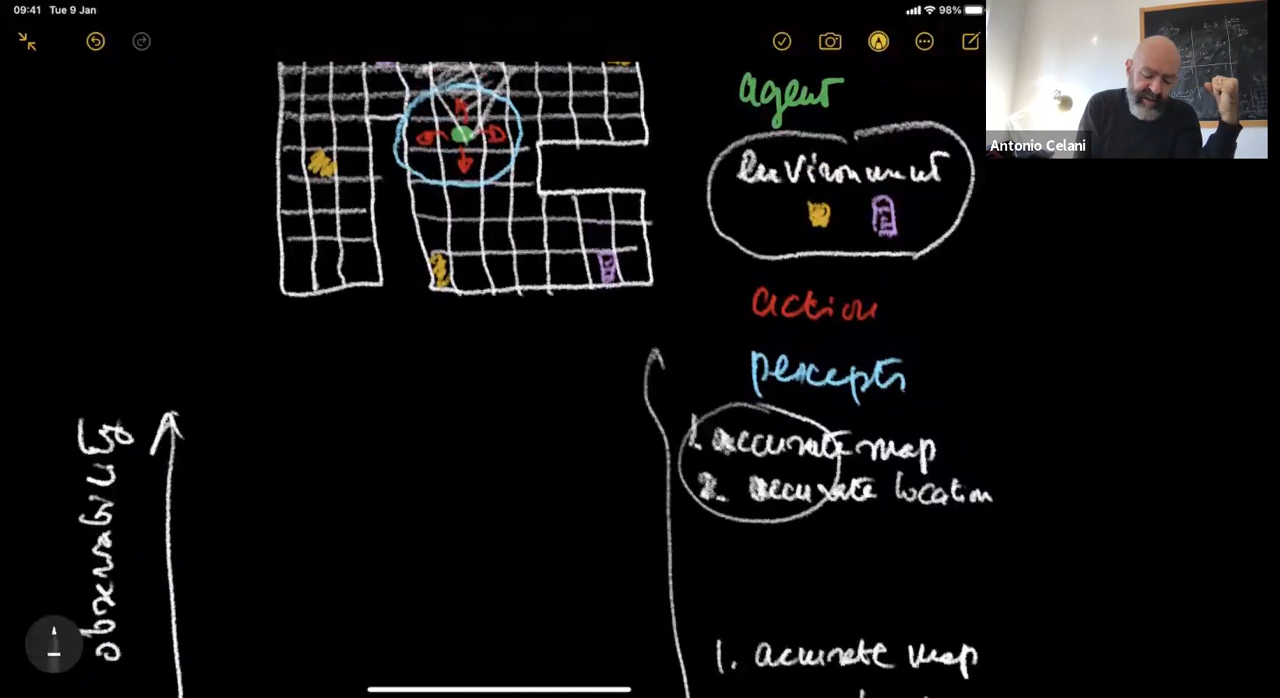 09:41 Tue 9 Jan
98%
agent
environment
action
percepts
1. accurate map
2. accurate location
observability
1. accurate map
Antonio Celani